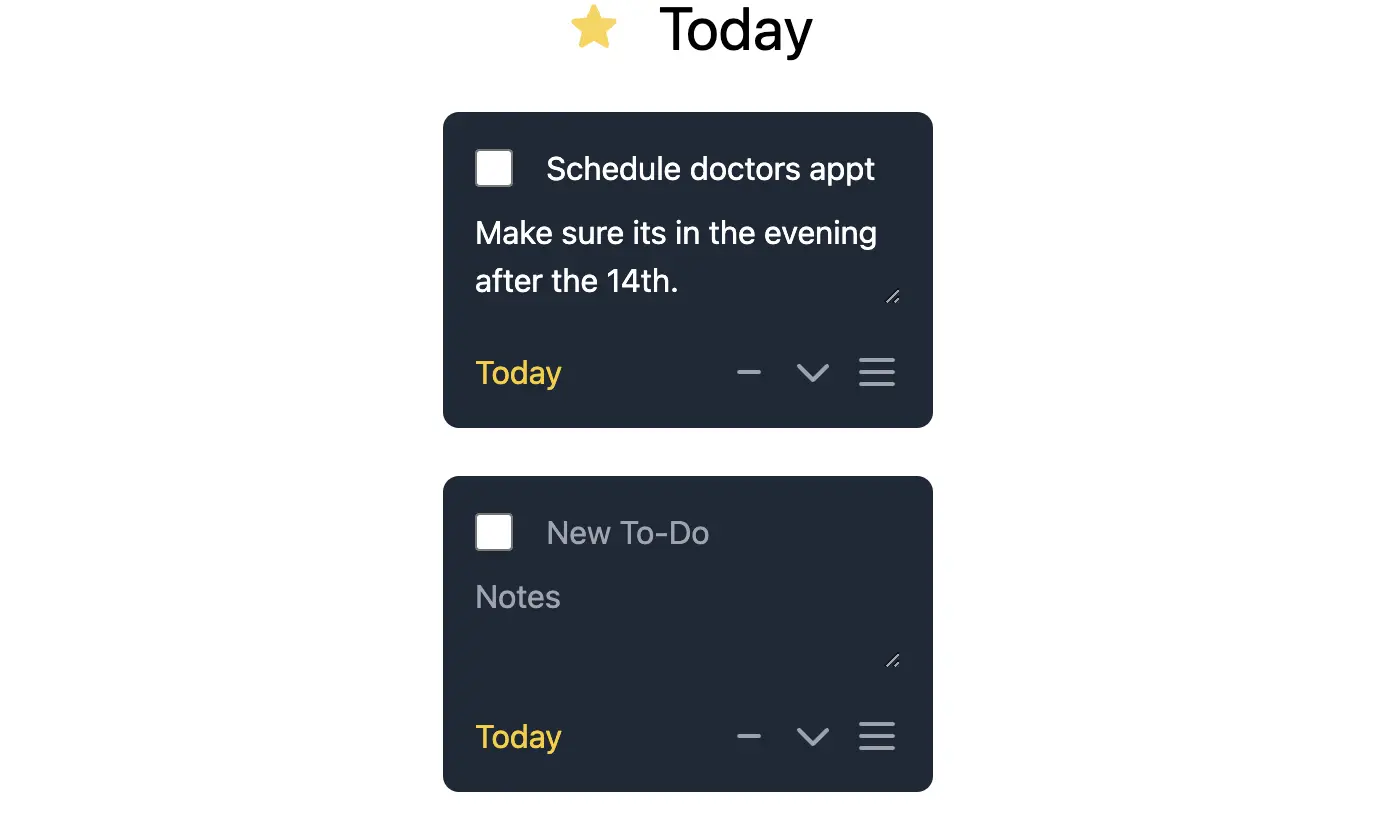 Today
Schedule doctors appt
Make sure its in the evening
after the 14th.
Today
New To-Do
Notes
Today